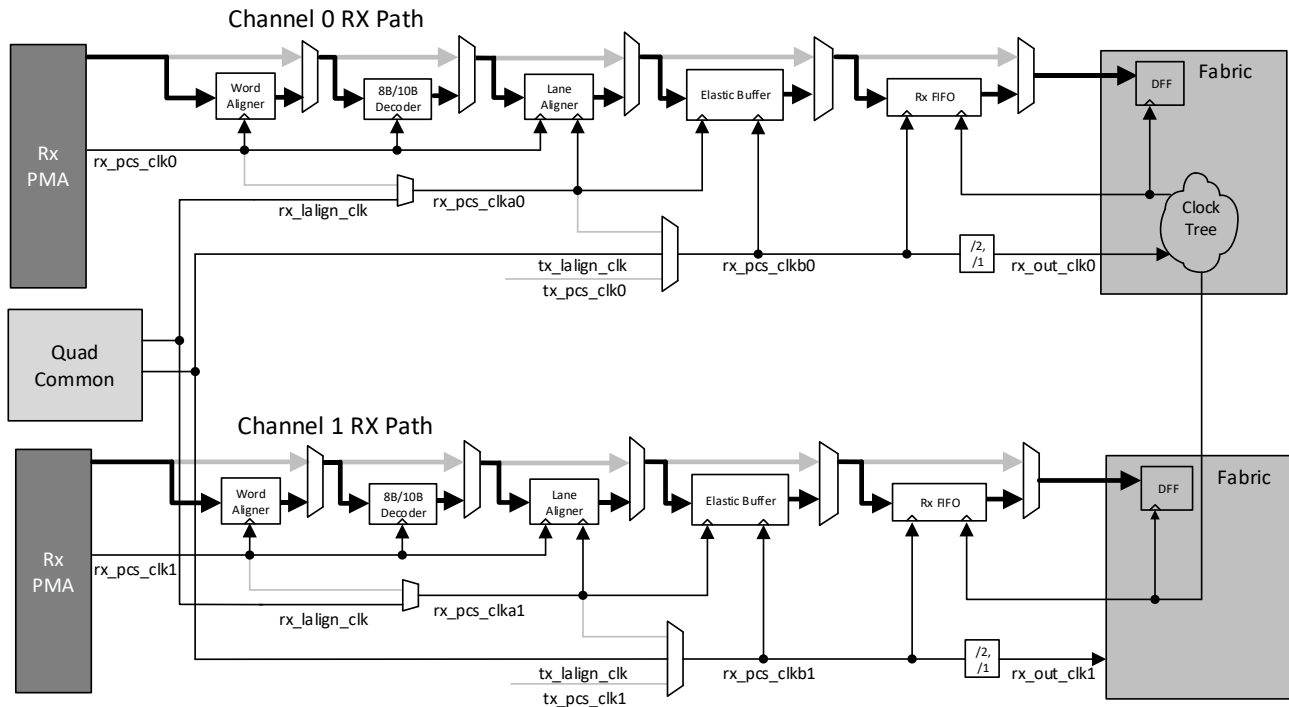 Channel 0 RX Path
Fabric
DFF
Word
Aligner
8B/10B
Decoder
Lane
Aligner
Elastic Buffer
Rx FIFO
Rx
PMA
rx_pcs_clk0
rx_lalign_clk
rx_pcs_clka0
Clock
Tree
tx_lalign_clk
tx_pcs_clk0
rx_pcs_clkb0
/2,
/1
rx_out_clk0
Quad
Common
Channel 1 RX Path
Fabric
DFF
Word
Aligner
8B/10B
Decoder
Lane
Aligner
Elastic Buffer
Rx FIFO
Rx
PMA
rx_pcs_clk1
rx_lalign_clk
rx_pcs_clka1
tx_lalign_clk
tx_pcs_clk1
rx_pcs_clkb1
/2,
/1
rx_out_clk1